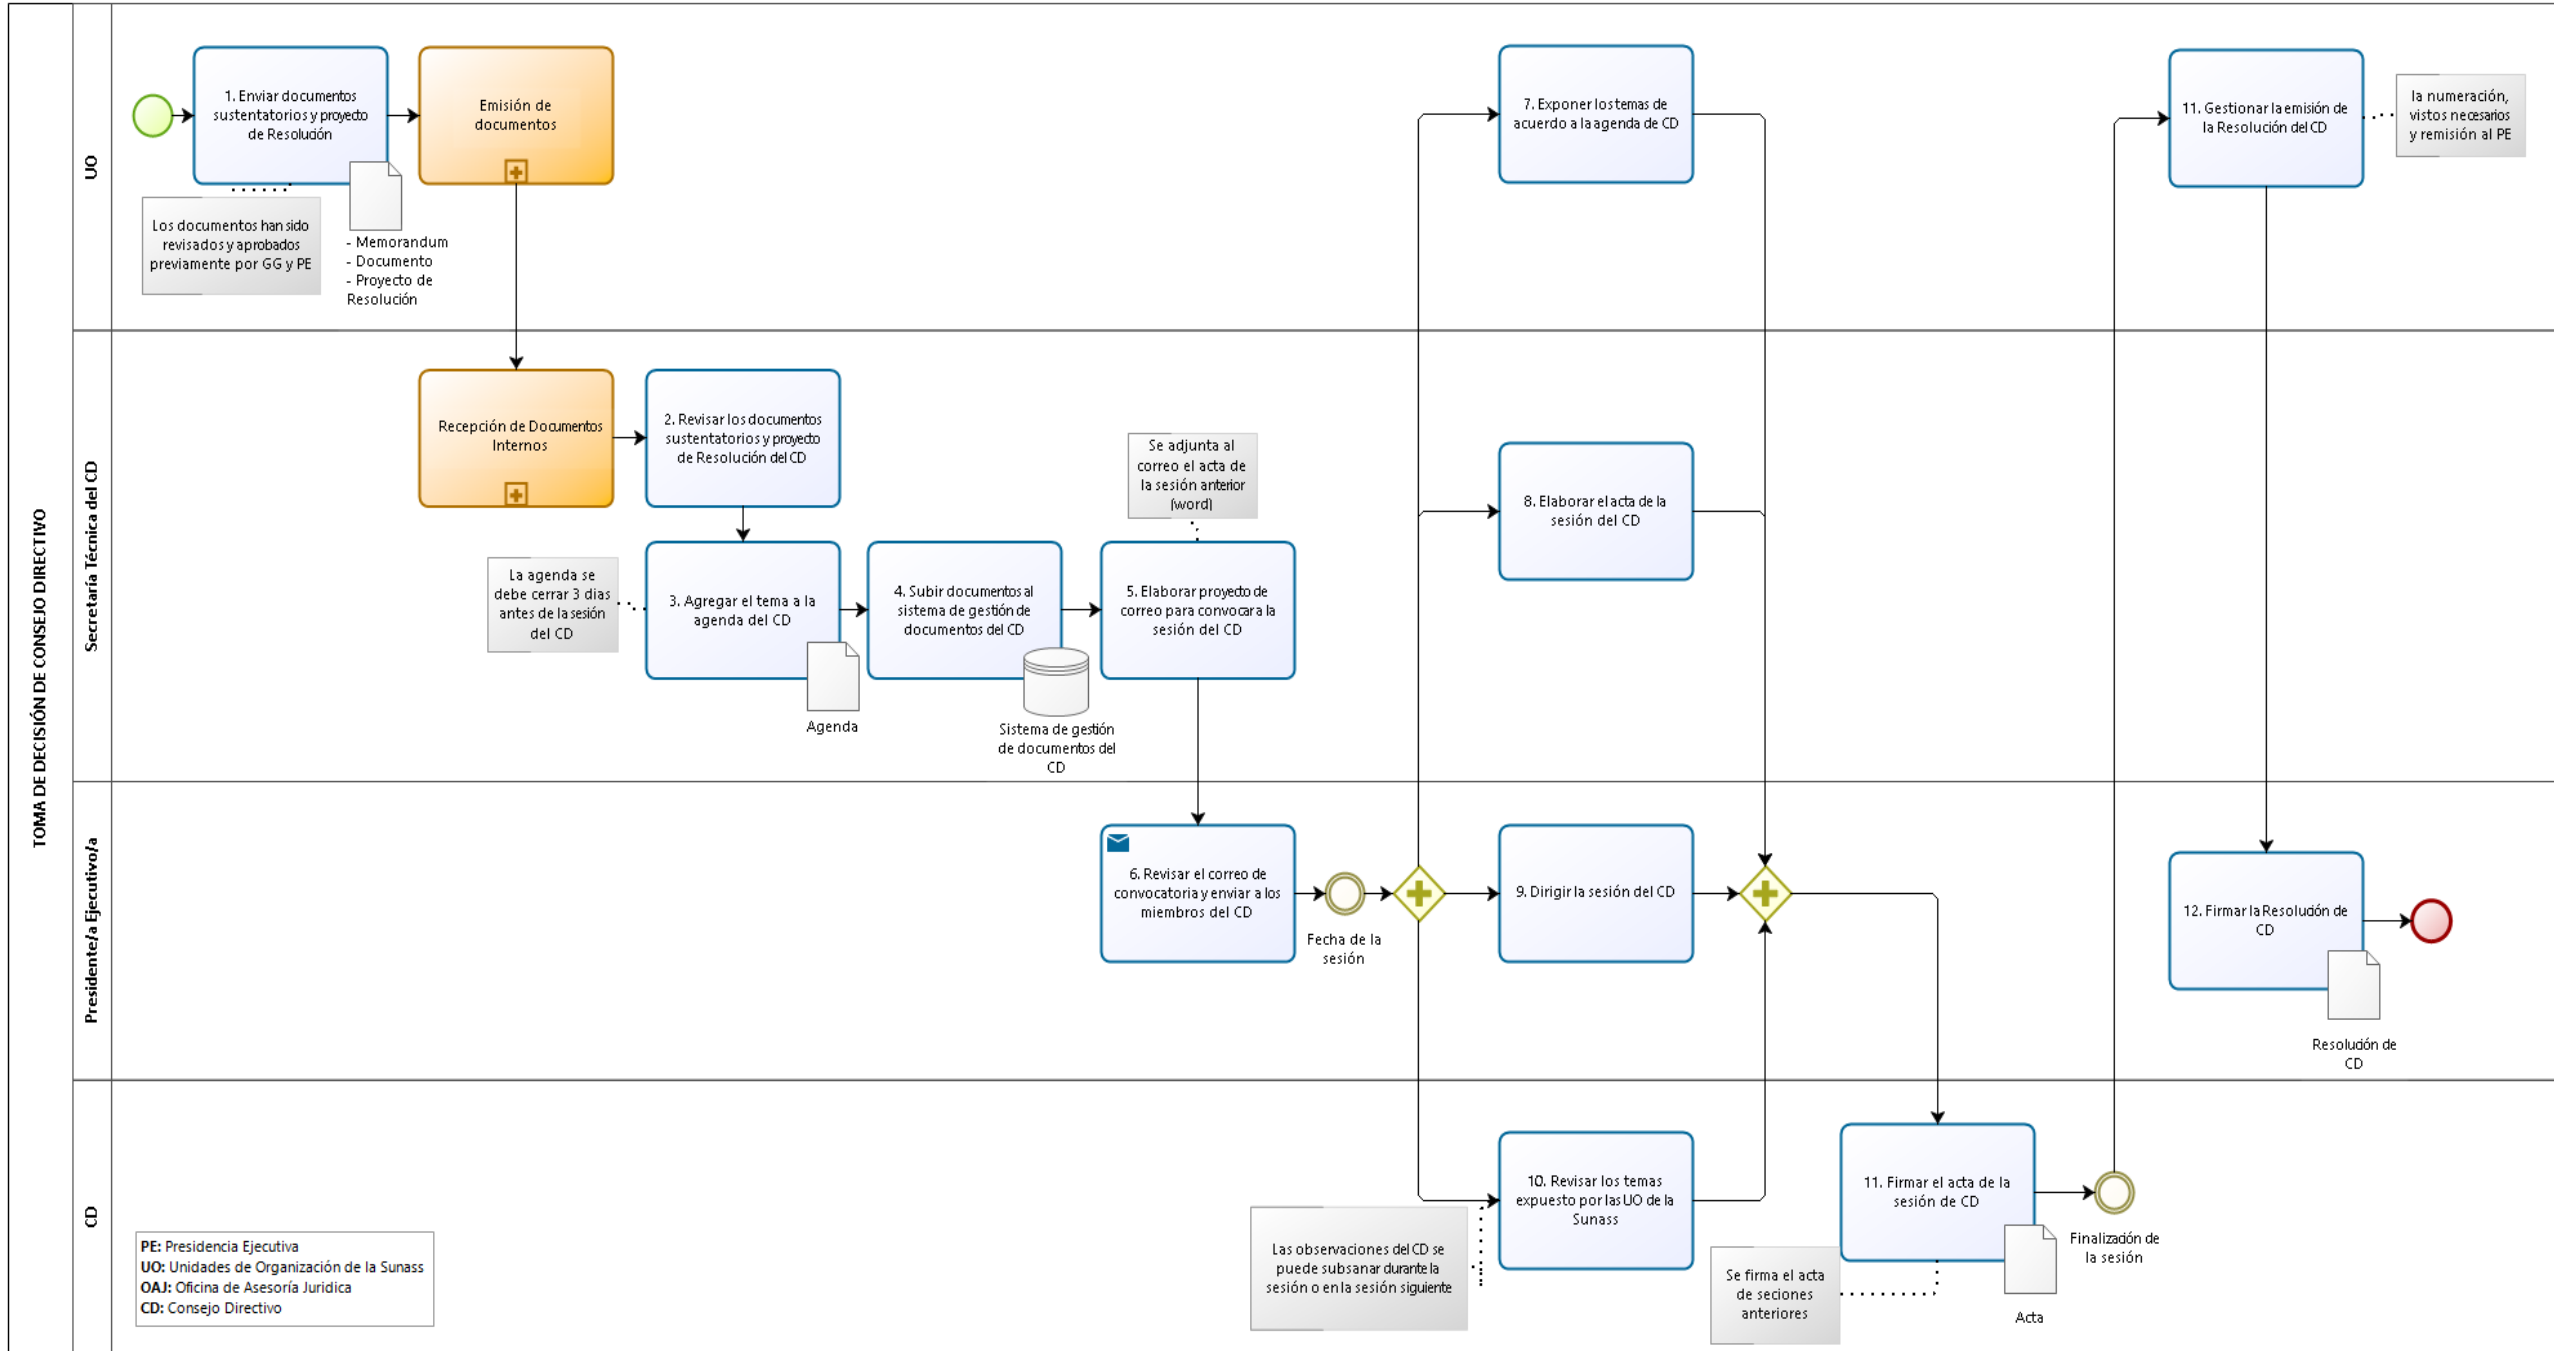 TOMA DE DECISIÓN DE CONSEJO DIRECTIVO
UO
1. Enviar documentos
sustentatorios y proyecto
de Resolución
Emisión de
documentos
Los documentos han sido
revisados y aprobados
previamente por GG y PE
- Memorandum
- Documento
- Proyecto de
Resolución
7. Exponer los temas de
acuerdo a la agenda de CD
11. Gestionar la emisión de
la Resolución del CD
la numeración,
vistos necesarios
y remisión al PE
Secretaría Técnica del CD
Recepción de Documentos
Internos
2. Revisar los documentos
sustentatorios y proyecto
de Resolución del CD
La agenda se
debe cerrar 3 dias
antes de la sesión
del CD
3. Agregar el tema a la
agenda del CD
Agenda
4. Subir documentos al
sistema de gestión de
documentos del CD
Sistema de gestión
de documentos del
CD
Se adjunta al
correo el acta de
la sesión anterior
(word)
5. Elaborar proyecto de
correo para convocar a la
sesión del CD
8. Elaborar el acta de la
sesión del CD
Presidente/a Ejecutivo/a
6. Revisar el correo de
convocatoria y enviar a los
miembros del CD
Fecha de la
sesión
9. Dirigir la sesión del CD
12. Firmar la Resolución de
CD
Resolución de
CD
CD
PE: Presidencia Ejecutiva
UO: Unidades de Organización de la Sunass
OAJ: Oficina de Asesoría Juridica
CD: Consejo Directivo
Las observaciones del CD se
puede subsanar durante la
sesión o en la sesión siguiente
10. Revisar los temas
expuesto por las UO de la
Sunass
Se firma el acta
de seciones
anteriores
11. Firmar el acta de la
sesión de CD
Acta
Finalización de
la sesión